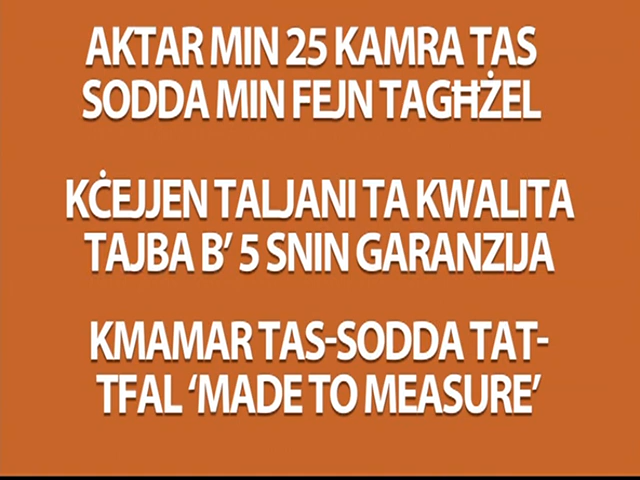 AKTAR MIN 25 KAMRA TAS
SODDA MIN FEJN TAGĦŻEL
KĊEJJEN TALJANI TA KWALITA
TAJBA B’ 5 SNIN GARANZIJA
KMAMAR TAS-SODDA TAT-
TFAL ‘MADE TO MEASURE’